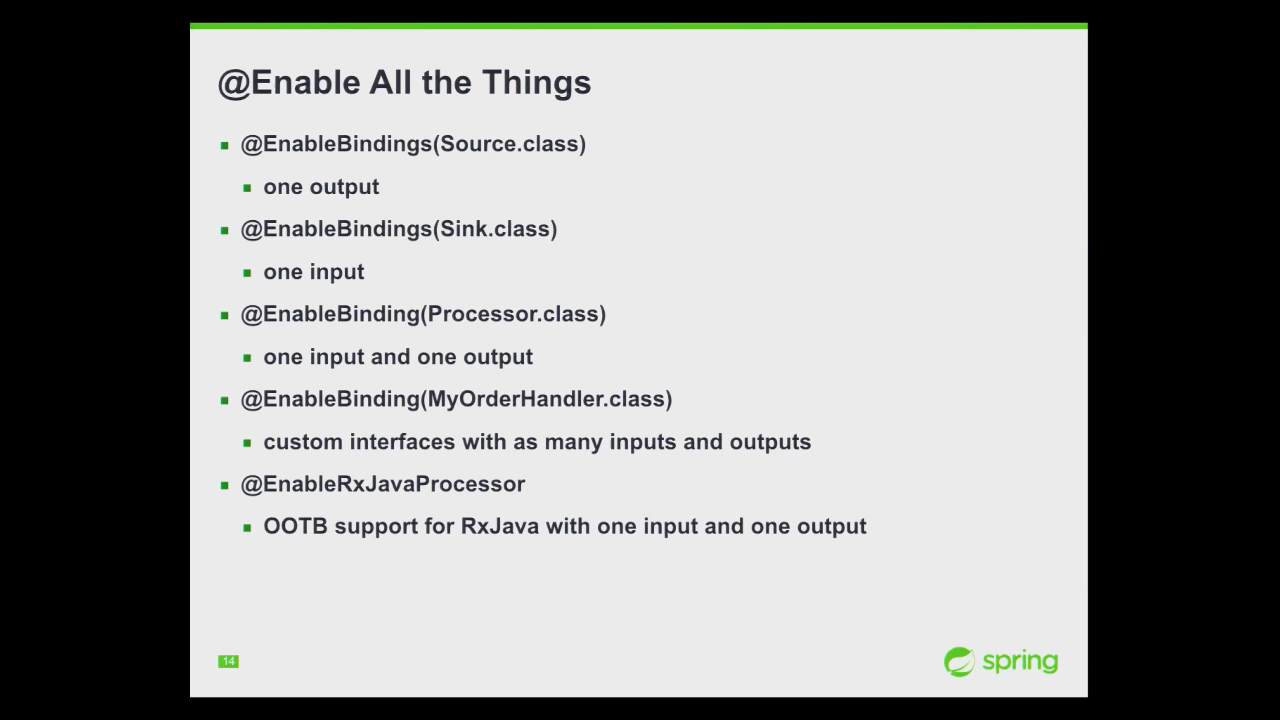 @Enable All the Things
@EnableBindings(Source.class)
one output
@EnableBindings(Sink.class)
one input
@EnableBinding(Processor.class)
one input and one output
@EnableBinding(MyOrderHandler.class)
custom interfaces with as many inputs and outputs
@EnableRxJavaProcessor
OOTB support for RxJava with one input and one output
14
spring